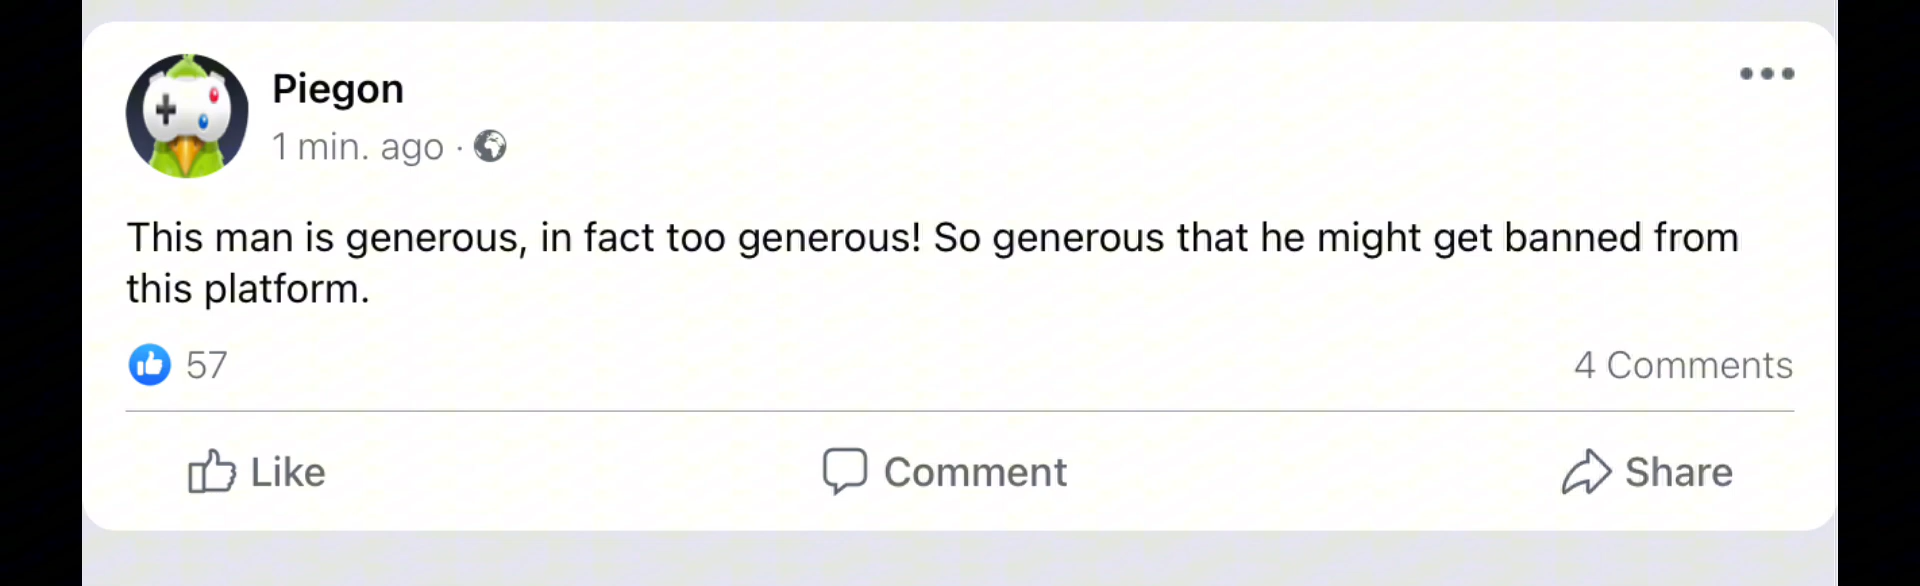 Piegon
1 min. ago ·
This man is generous, in fact too generous! So generous that he might get banned from
this platform.
57
4 Comments
Like
Comment
Share